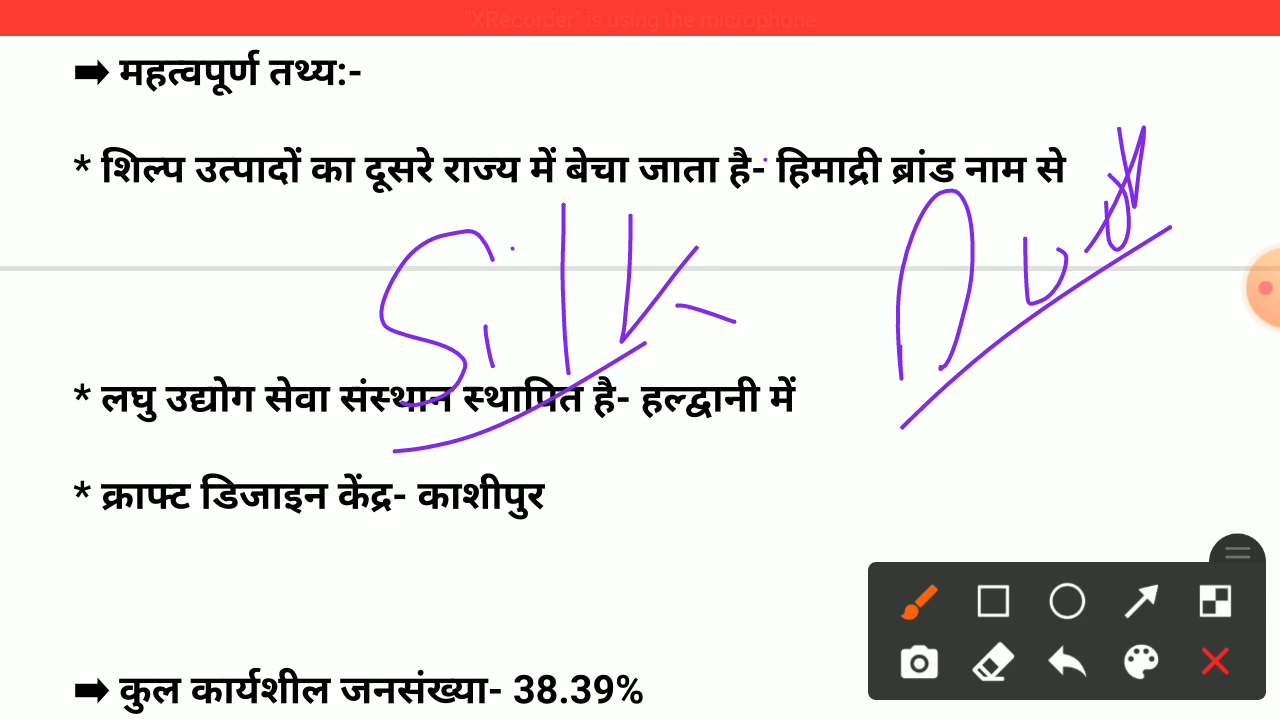 "XRecorder" is using the microphone
➡ महत्वपूर्ण तथ्य:-
* शिल्प उत्पादों का दूसरे राज्य में बेचा जाता है- हिमाद्री ब्रांड नाम से
Silk
* लघु उद्योग सेवा संस्थान स्थापित है- हल्द्वानी में
* क्राफ्ट डिजाइन केंद्र- काशीपुर
➡ कुल कार्यशील जनसंख्या- 38.39%